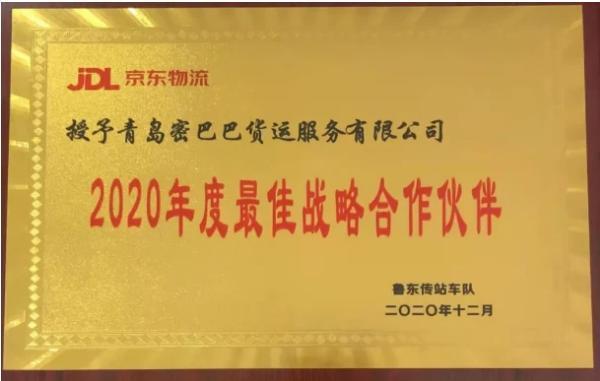 JDL 京东物流
授予青岛密巴巴货运服务有限公司
2020年度最佳战略合作伙伴
鲁东传站车队
二〇二〇年十二月